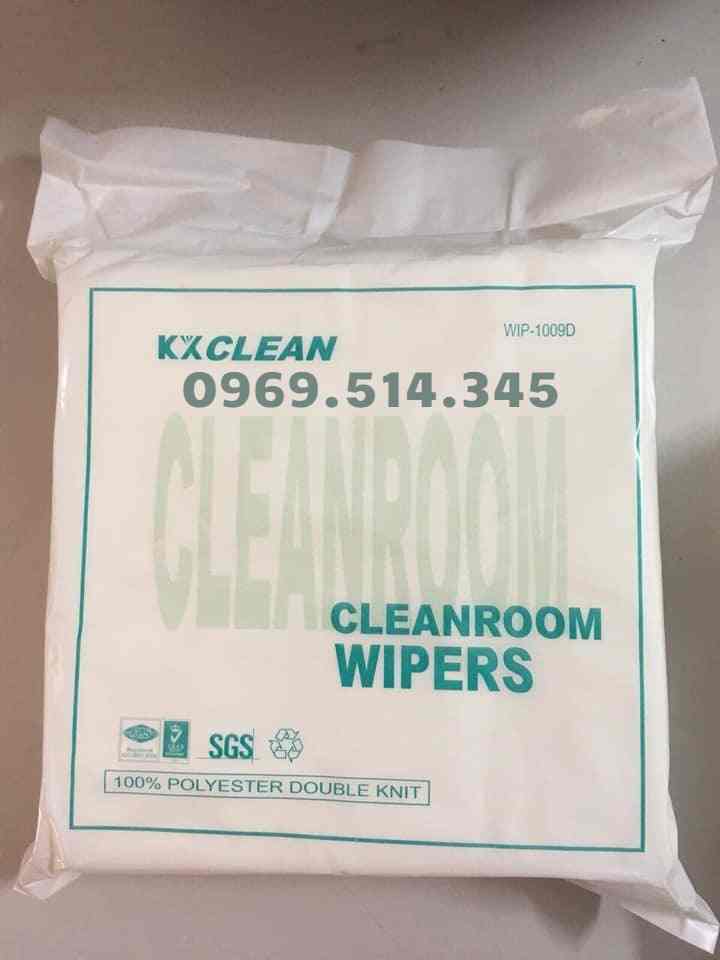 WIP-1009D
KXCLEAN
0969.514.345
CLEANROOM
CLEANROOM
WIPERS
SGS
100% POLYESTER DOUBLE KNIT